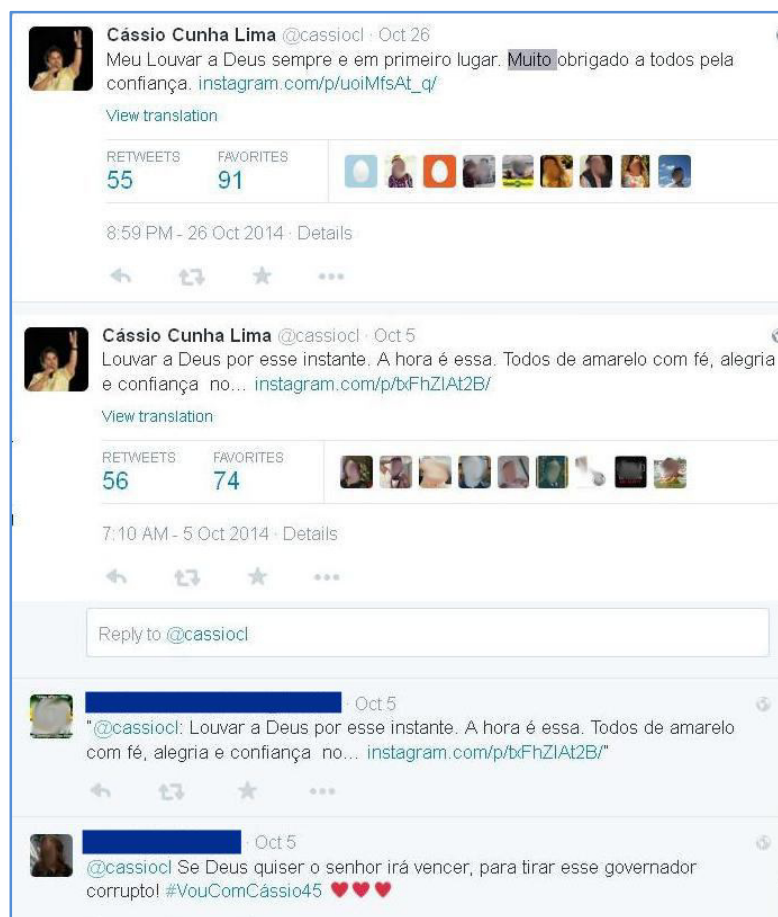 Cássio Cunha Lima @cassiocl · Oct 26
Meu Louvar a Deus sempre e em primeiro lugar. Muito obrigado a todos pela
confiança. instagram.com/p/uoiMfsAt_q/
View translation
RETWEETS FAVORITES
55 91
8:59 PM - 26 Oct 2014 · Details
Cássio Cunha Lima @cassiocl · Oct 5
Louvar a Deus por esse instante. A hora é essa. Todos de amarelo com fé, alegria
e confiança no... instagram.com/p/txFhZIAt2B/
View translation
RETWEETS FAVORITES
56 74
7:10 AM - 5 Oct 2014 · Details
Reply to @cassiocl
· Oct 5
"@cassiocl: Louvar a Deus por esse instante. A hora é essa. Todos de amarelo
com fé, alegria e confiança no... instagram.com/p/txFhZIAt2B/"
· Oct 5
@cassiocl Se Deus quiser o senhor irá vencer, para tirar esse governador
corrupto! #VouComCássio45 ♥♥♥